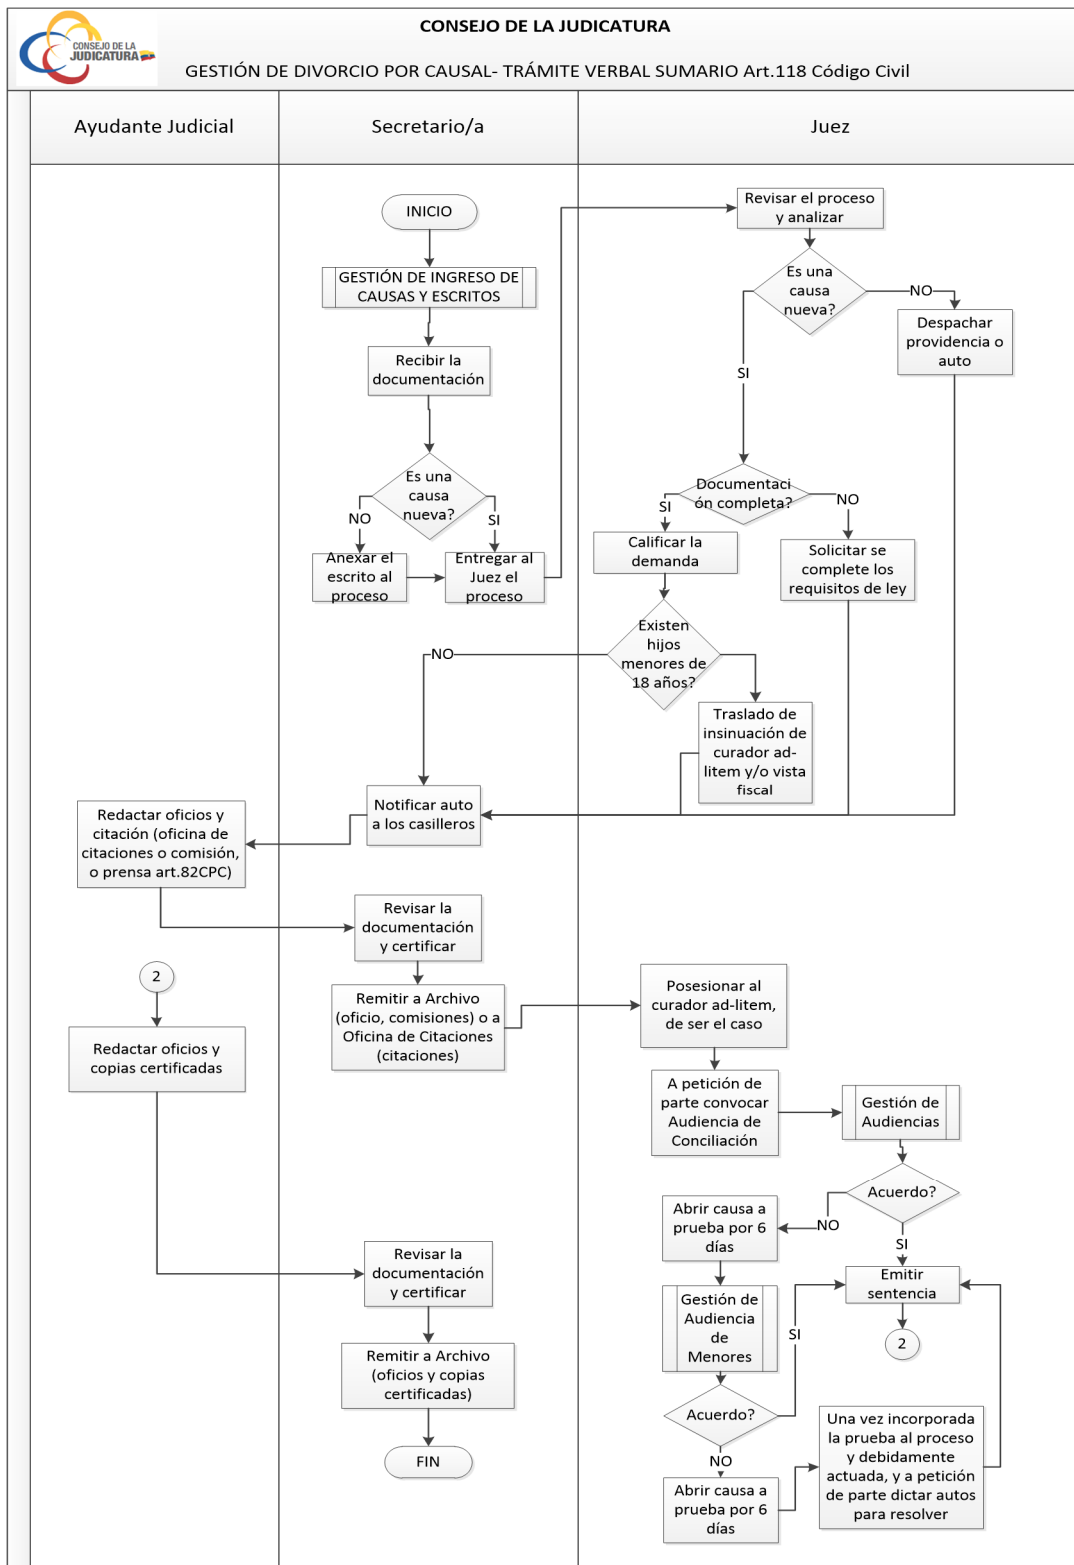 CONSEJO DE LA JUDICATURA
CONSEJO DE LA
JUDICATURA
GESTIÓN DE DIVORCIO POR CAUSAL- TRÁMITE VERBAL SUMARIO Art.118 Código Civil
Ayudante Judicial
Secretario/a
Juez
INICIO
GESTIÓN DE INGRESO DE
CAUSAS Y ESCRITOS
Recibir la
documentación
Es una
causa
nueva?
NO
SI
Anexar el
escrito al
proceso
Entregar al
Juez el
proceso
Revisar el proceso
y analizar
Es una
causa
nueva?
NO
SI
Despachar
providencia o
auto
Documentaci
ón completa?
SI
NO
Calificar la
demanda
Solicitar se
complete los
requisitos de ley
Existen
hijos
menores de
18 años?
NO
Traslado de
insinuación de
curador ad-
litem y/o vista
fiscal
Notificar auto
a los casilleros
Redactar oficios y
citación (oficina de
citaciones o comisión,
o prensa art.82CPC)
Revisar la
documentación
y certificar
Remitir a Archivo
(oficio, comisiones) o a
Oficina de Citaciones
(citaciones)
Posesionar al
curador ad-litem,
de ser el caso
A petición de
parte convocar
Audiencia de
Conciliación
Gestión de
Audiencias
Acuerdo?
NO
SI
Abrir causa a
prueba por 6
días
Emitir
sentencia
2
Gestión de
Audiencia
de
Menores
SI
Acuerdo?
NO
Abrir causa a
prueba por 6
días
Una vez incorporada
la prueba al proceso
y debidamente
actuada, y a petición
de parte dictar autos
para resolver
2
Redactar oficios y
copias certificadas
Revisar la
documentación
y certificar
Remitir a Archivo
(oficios y copias
certificadas)
FIN